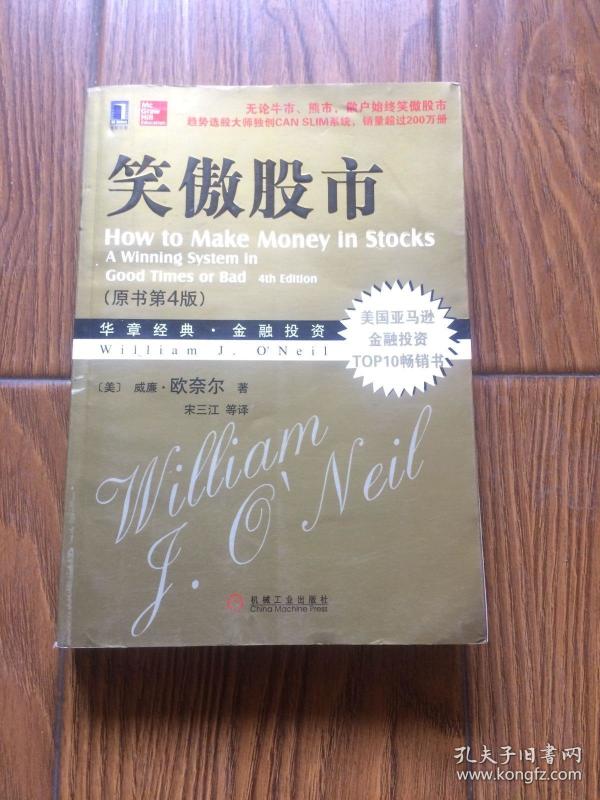 Mc
Graw
Hill
Education
无论牛市、熊市，散户始终笑傲股市
趋势选股大师独创CAN SLIM系统，销量超过200万册
笑傲股市
How to Make Money in Stocks
A Winning System in
Good Times or Bad 4th Edition
（原书第4版）
华章经典·金融投资
William J. O'Neil
美国亚马逊
金融投资
TOP10畅销书
〔美〕 威廉·欧奈尔 著
宋三江 等译
William
J. O'Neil
机械工业出版社
China Machine Press
孔夫子旧书网
www.kongfz.com